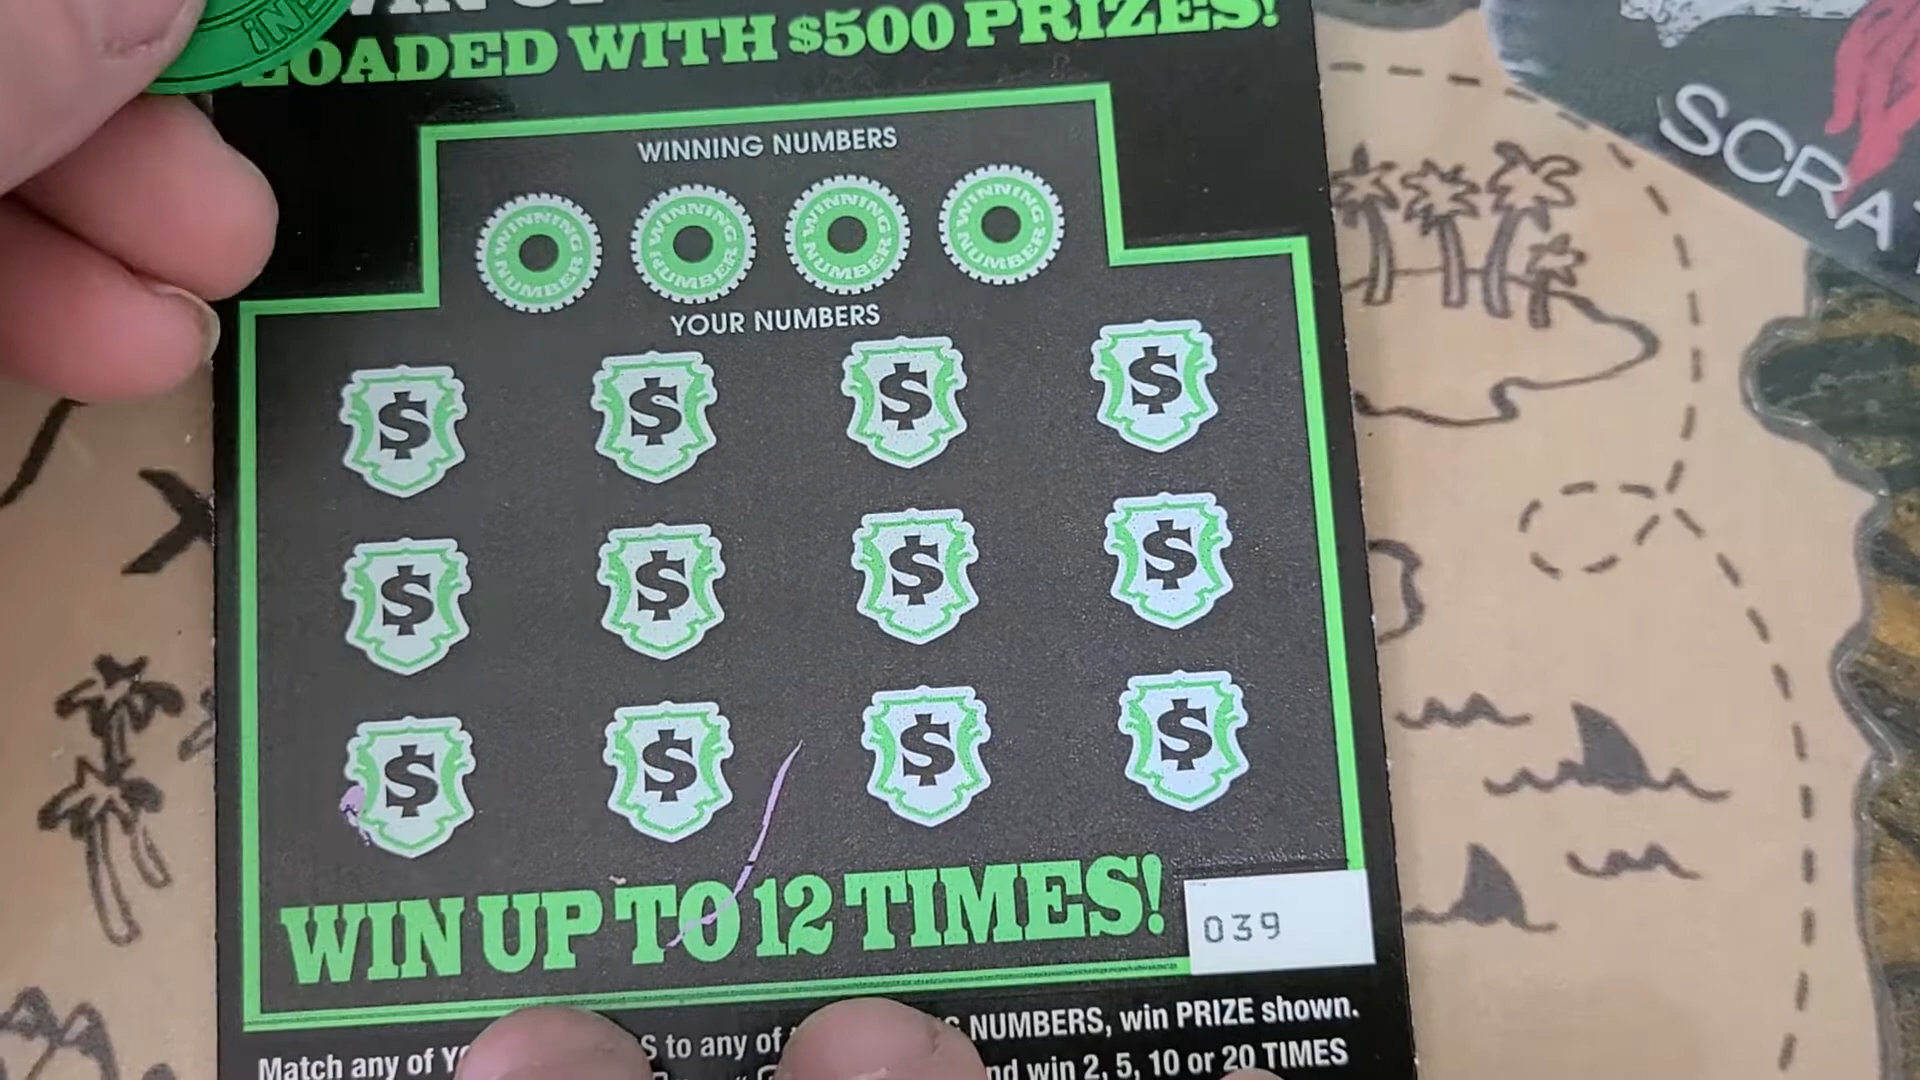 WIN UP
LOADED WITH $500 PRIZES!
WINNING NUMBERS
WINNING NUMBER
WINNING NUMBER
WINNING NUMBER
WINNING NUMBER
YOUR NUMBERS
$ $ $ $
$ $ $ $
$ $ $ $
WIN UP TO 12 TIMES!
039
Match any of to any of NUMBERS, win PRIZE shown.
win 2, 5, 10 or 20 TIMES